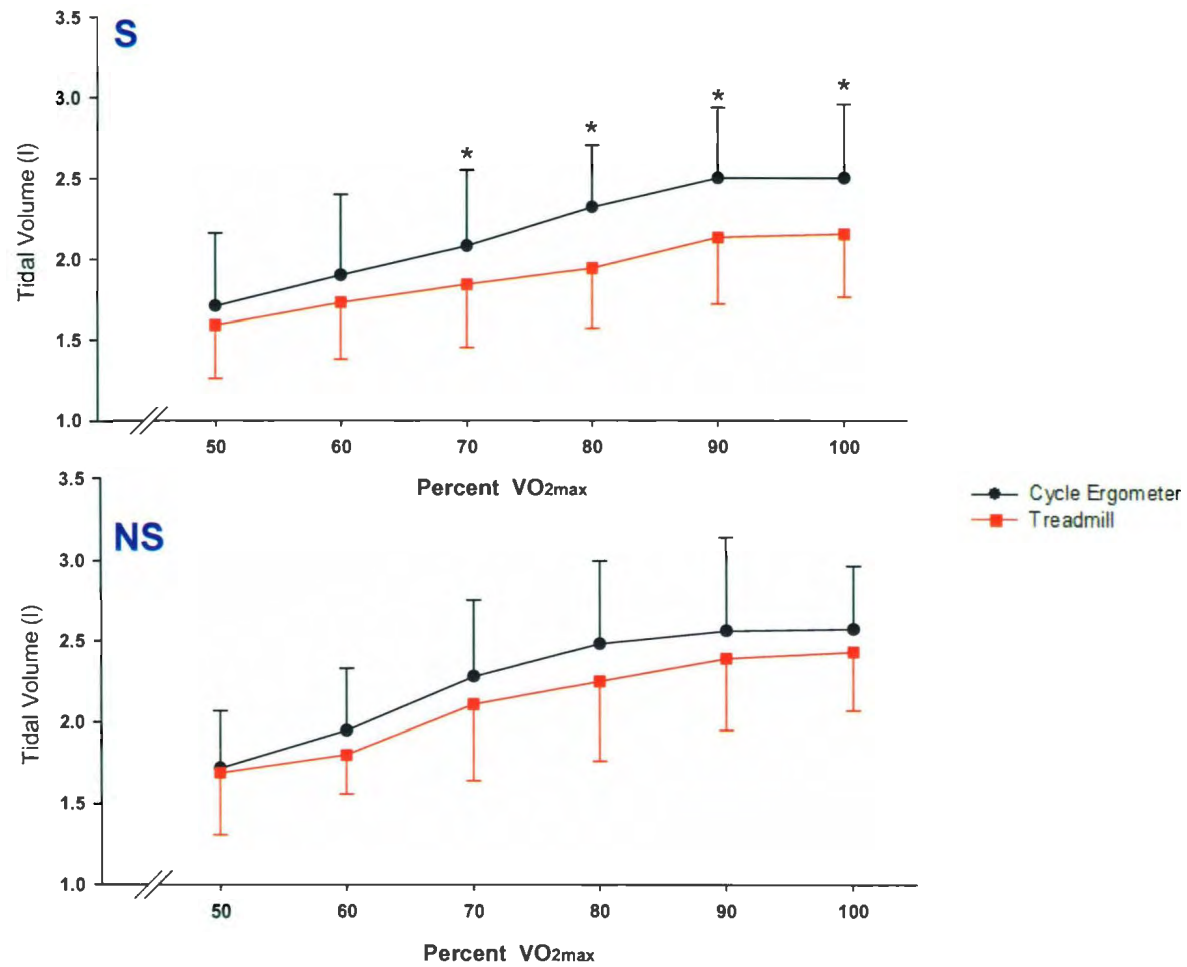 S
3.5
3.0
2.5
2.0
1.5
1.0
Tidal Volume (l)
* * * *
50 60 70 80 90 100
Percent VO2max
NS
3.5
3.0
2.5
2.0
1.5
1.0
Tidal Volume (l)
50 60 70 80 90 100
Percent VO2max
Cycle Ergometer
Treadmill